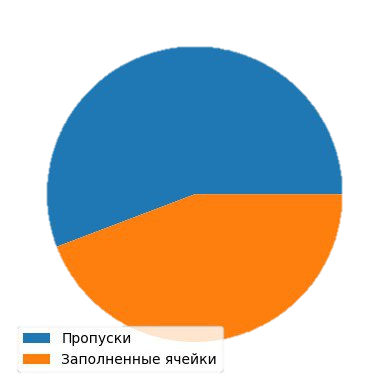 Пропуски
Заполненные ячейки